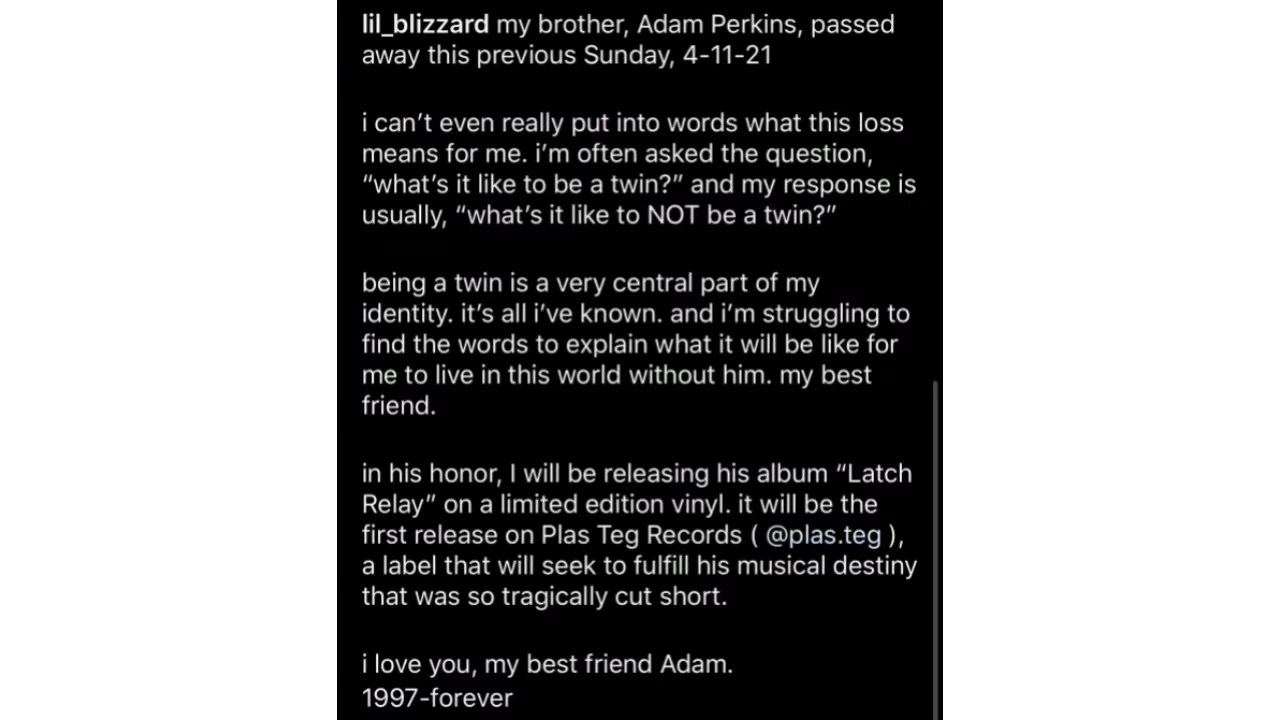 lil_blizzard my brother, Adam Perkins, passed
away this previous Sunday, 4-11-21
i can’t even really put into words what this loss
means for me. i’m often asked the question,
“what’s it like to be a twin?” and my response is
usually, “what’s it like to NOT be a twin?”
being a twin is a very central part of my
identity. it’s all i’ve known. and i’m struggling to
find the words to explain what it will be like for
me to live in this world without him. my best
friend.
in his honor, I will be releasing his album “Latch
Relay” on a limited edition vinyl. it will be the
first release on Plas Teg Records ( @plas.teg ),
a label that will seek to fulfill his musical destiny
that was so tragically cut short.
i love you, my best friend Adam.
1997-forever